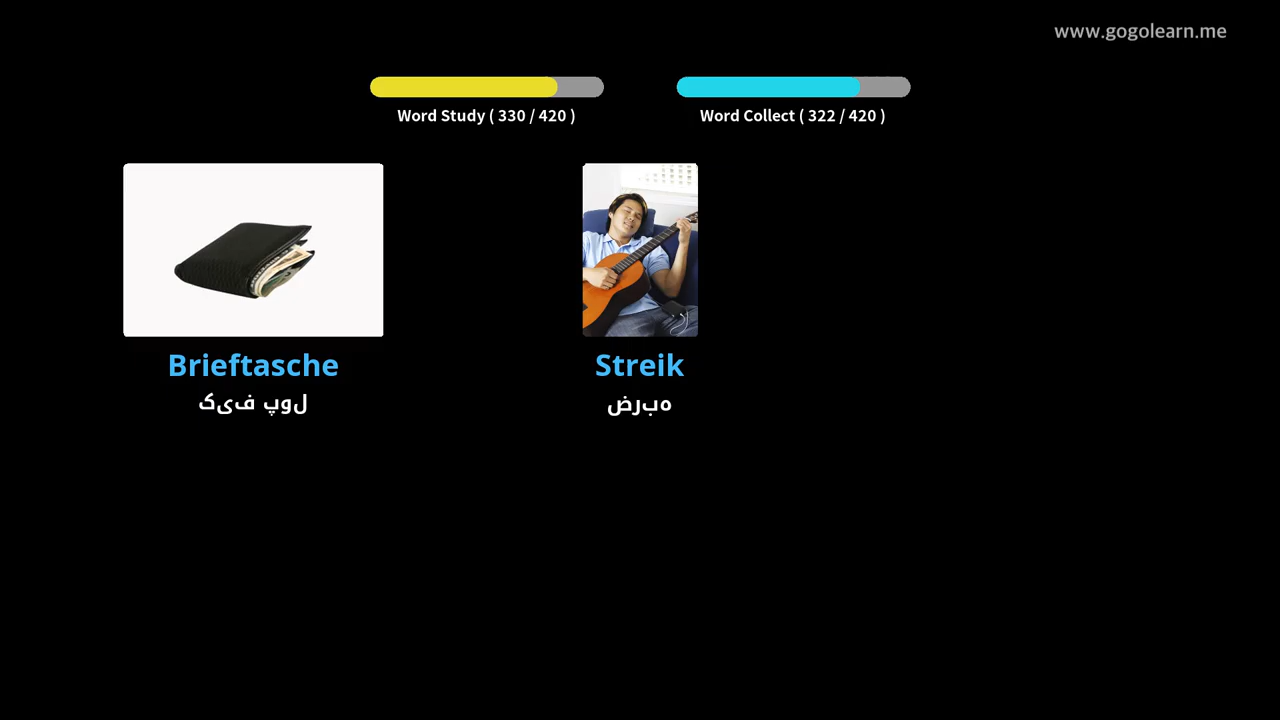 www.gogolearn.me
Word Study ( 330 / 420 )
Word Collect ( 322 / 420 )
Brieftasche
کیف پول
Streik
ضربه